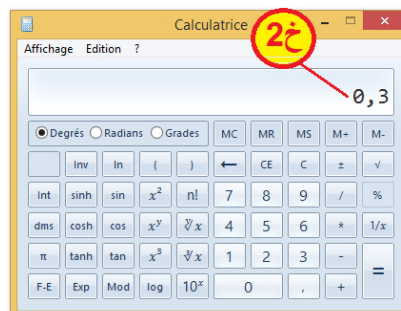 Calculatrice
خ2
Affichage Edition ?
0,3
Degrés Radians Grades MC MR MS M+ M-
Inv ln ( ) ← CE C ± √
Int sinh sin x² n! 7 8 9 / %
dms cosh cos xʸ ʸ√x 4 5 6 * 1/x
π tanh tan x³ ³√x 1 2 3 - =
F-E Exp Mod log 10ˣ 0 , +